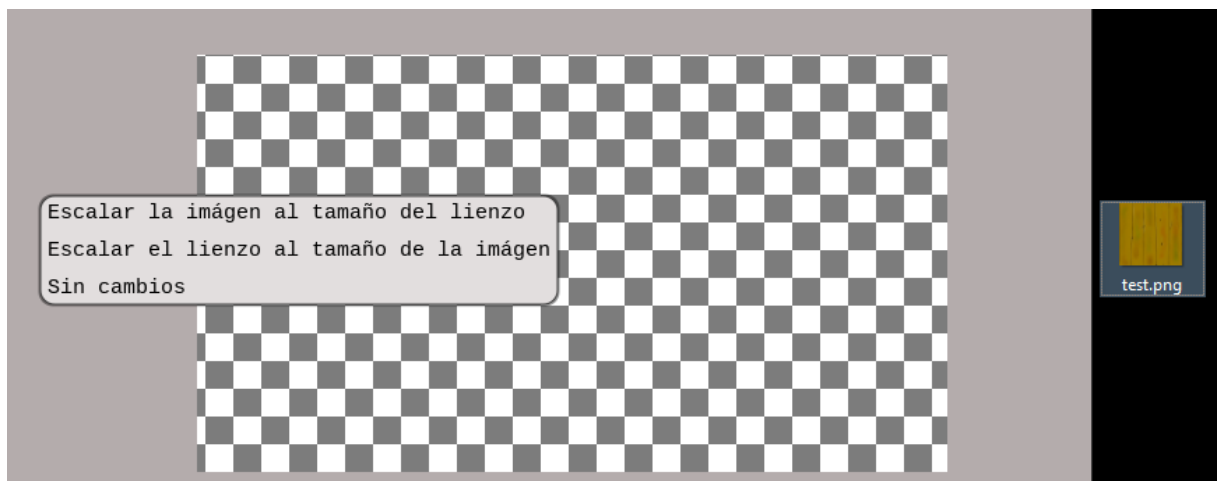 Escalar la imágen al tamaño del lienzo
Escalar el lienzo al tamaño de la imágen
Sin cambios
test.png